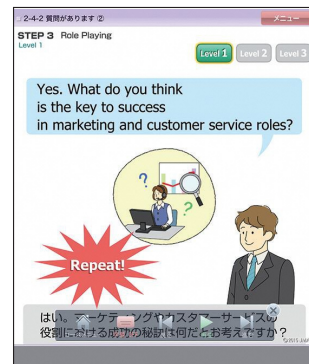 2-4-2 質問があります②
メニュー
STEP 3 Role Playing
Level 1
Level 1 Level 2 Level 3
Yes. What do you think
is the key to success
in marketing and customer service roles?
? ?
Repeat!
はい。マーケティングやカスタマーサービスの
役割における成功の秘訣は何だとお考えですか？